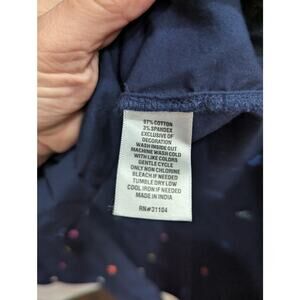 97% COTTON
3% SPANDEX
EXCLUSIVE OF
DECORATION
WASH INSIDE OUT
MACHINE WASH COLD
WITH LIKE COLORS
GENTLE CYCLE
ONLY NON CHLORINE
BLEACH IF NEEDED
TUMBLE DRY LOW
COOL IRON IF NEEDED
MADE IN INDIA
RN#31104